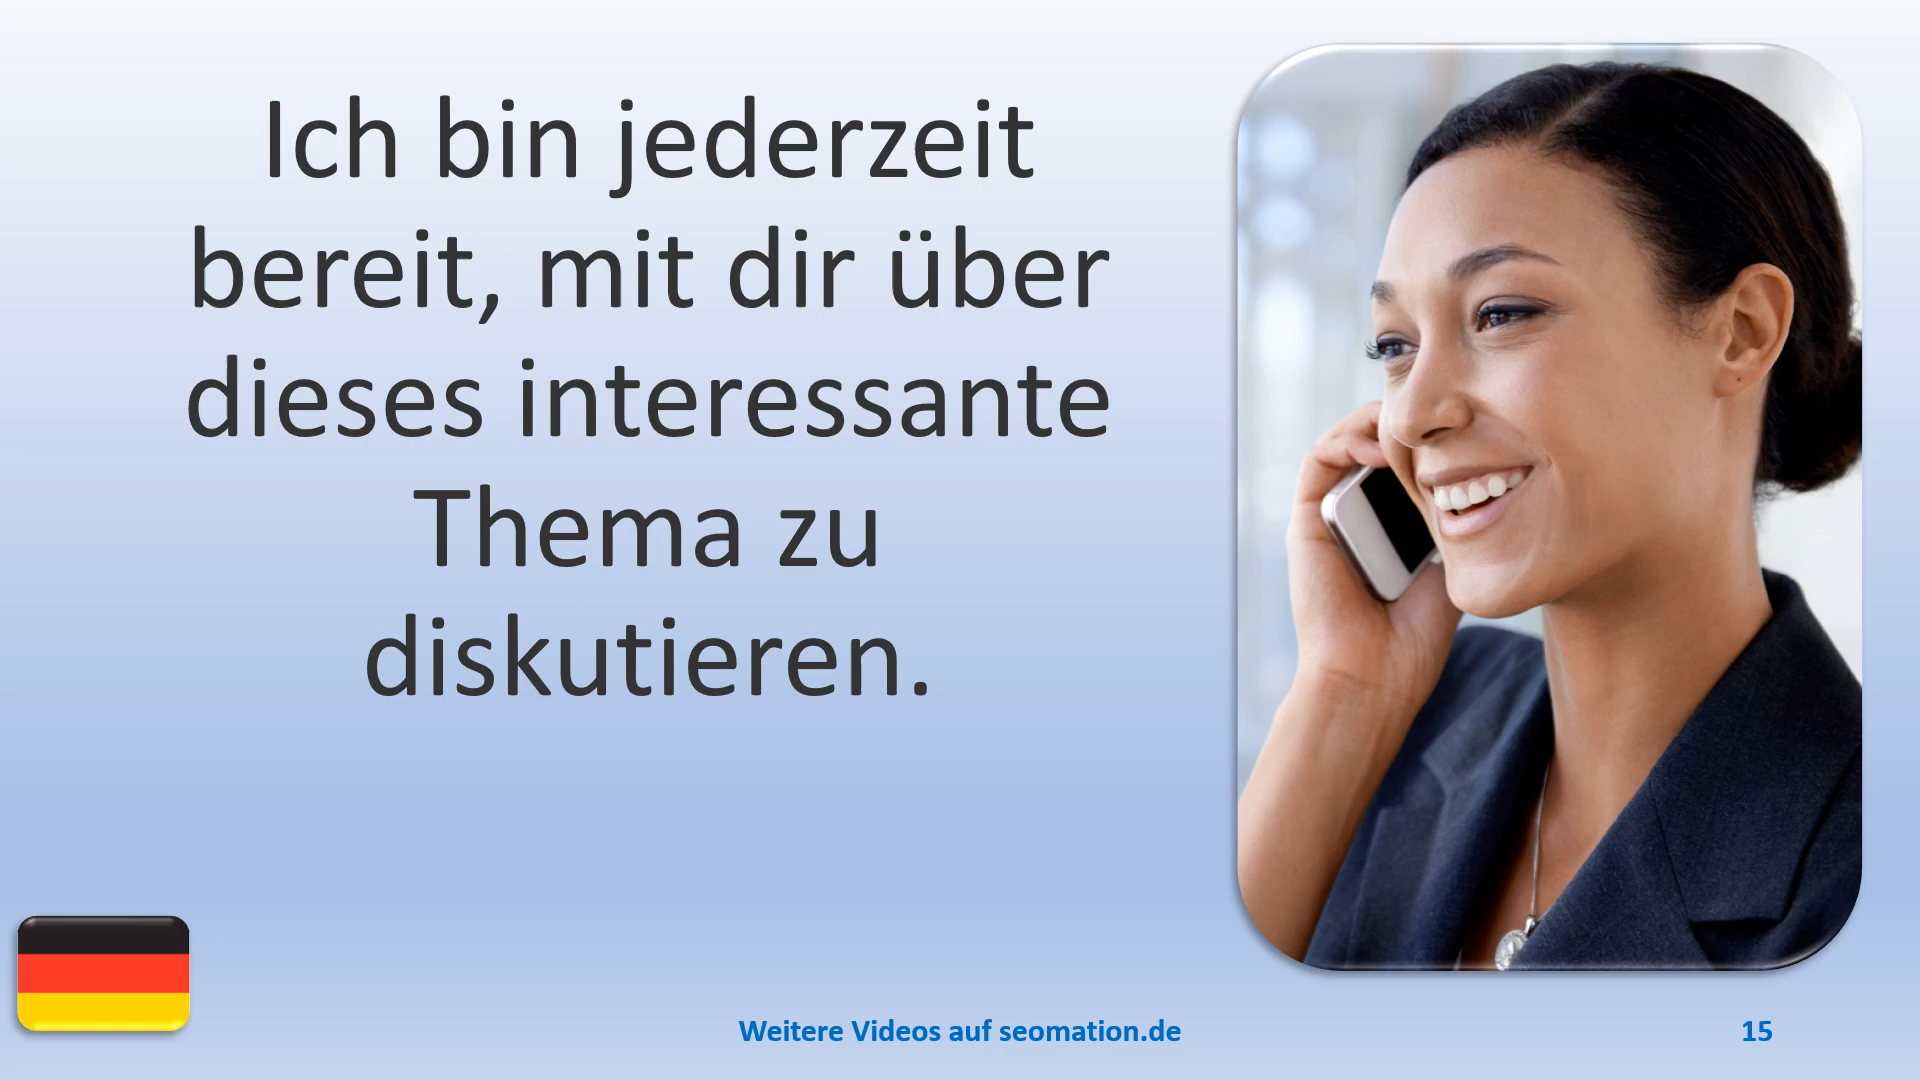 Ich bin jederzeit
bereit, mit dir über
dieses interessante
Thema zu
diskutieren.
Weitere Videos auf seomation.de
15